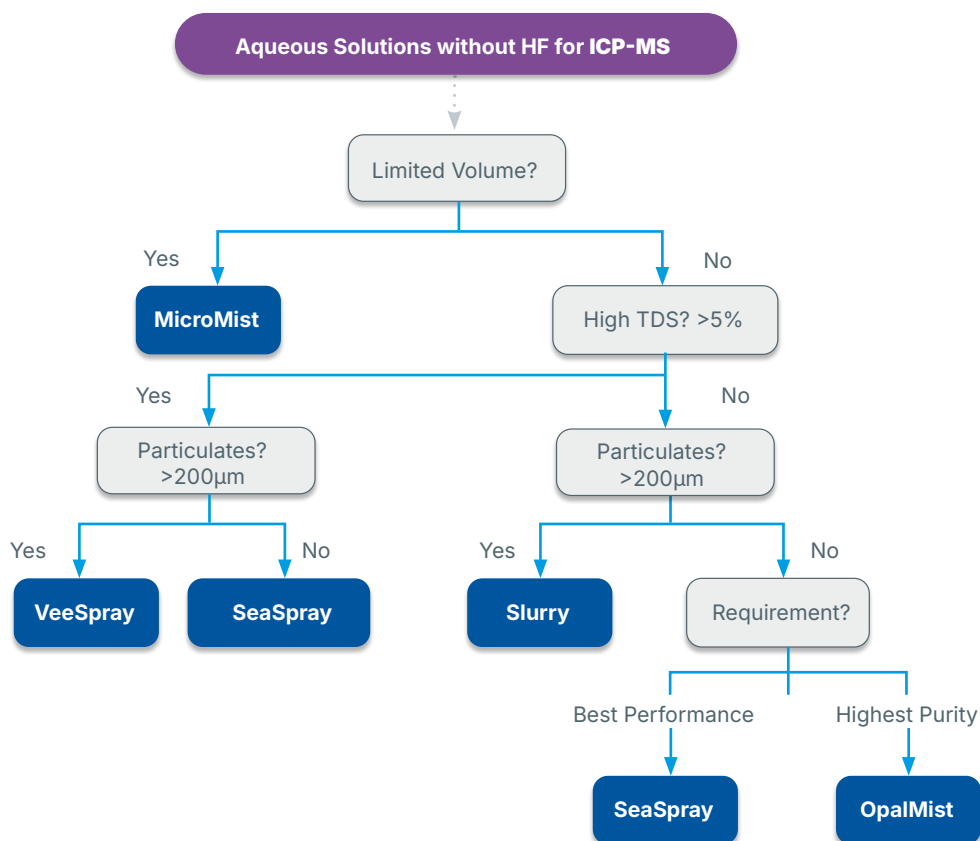 Aqueous Solutions without HF for ICP-MS
Limited Volume?
Yes
No
MicroMist
High TDS? >5%
Yes
No
Particulates?
>200µm
Particulates?
>200µm
Yes
No
Yes
No
VeeSpray
SeaSpray
Slurry
Requirement?
Best Performance
Highest Purity
SeaSpray
OpalMist